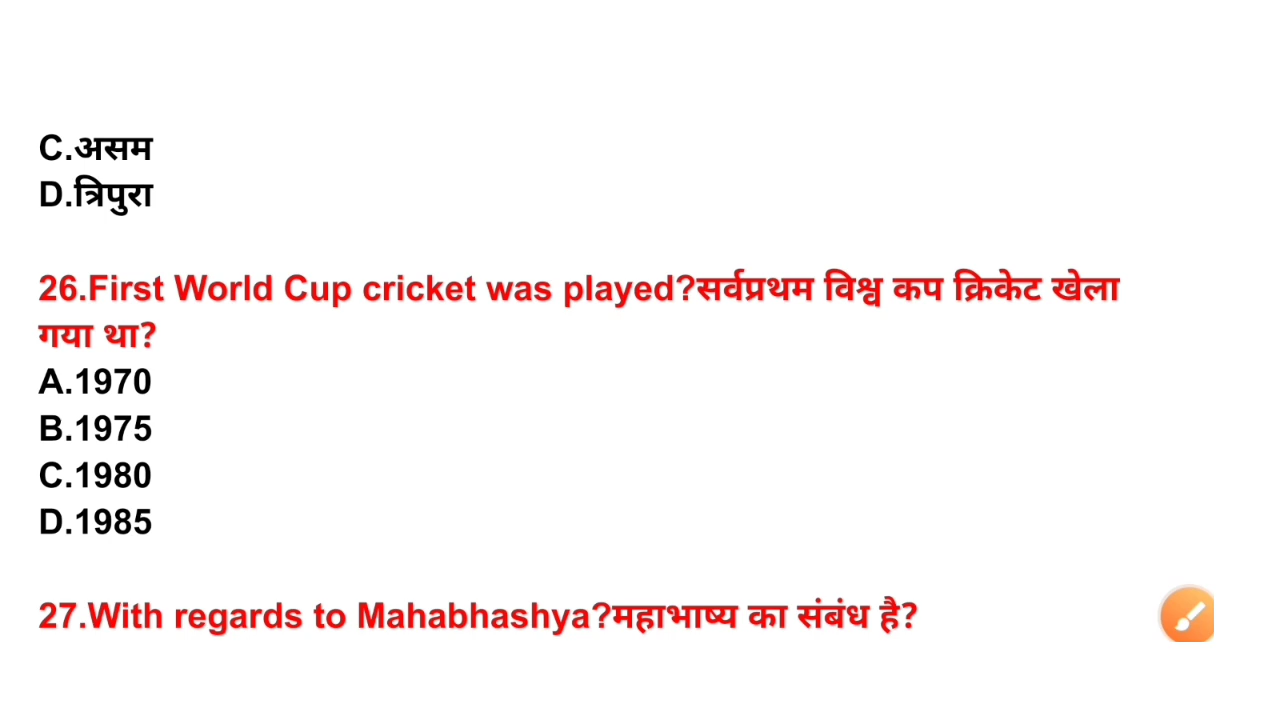 C.असम
D.त्रिपुरा
26.First World Cup cricket was played?सर्वप्रथम विश्व कप क्रिकेट खेला
गया था?
A.1970
B.1975
C.1980
D.1985
27.With regards to Mahabhashya?महाभाष्य का संबंध है?